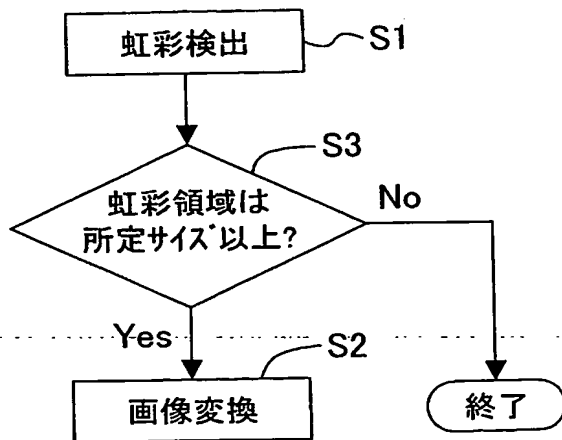 虹彩検出
S1
S3
虹彩領域は
所定サイズ以上?
No
Yes
S2
画像変換
終了